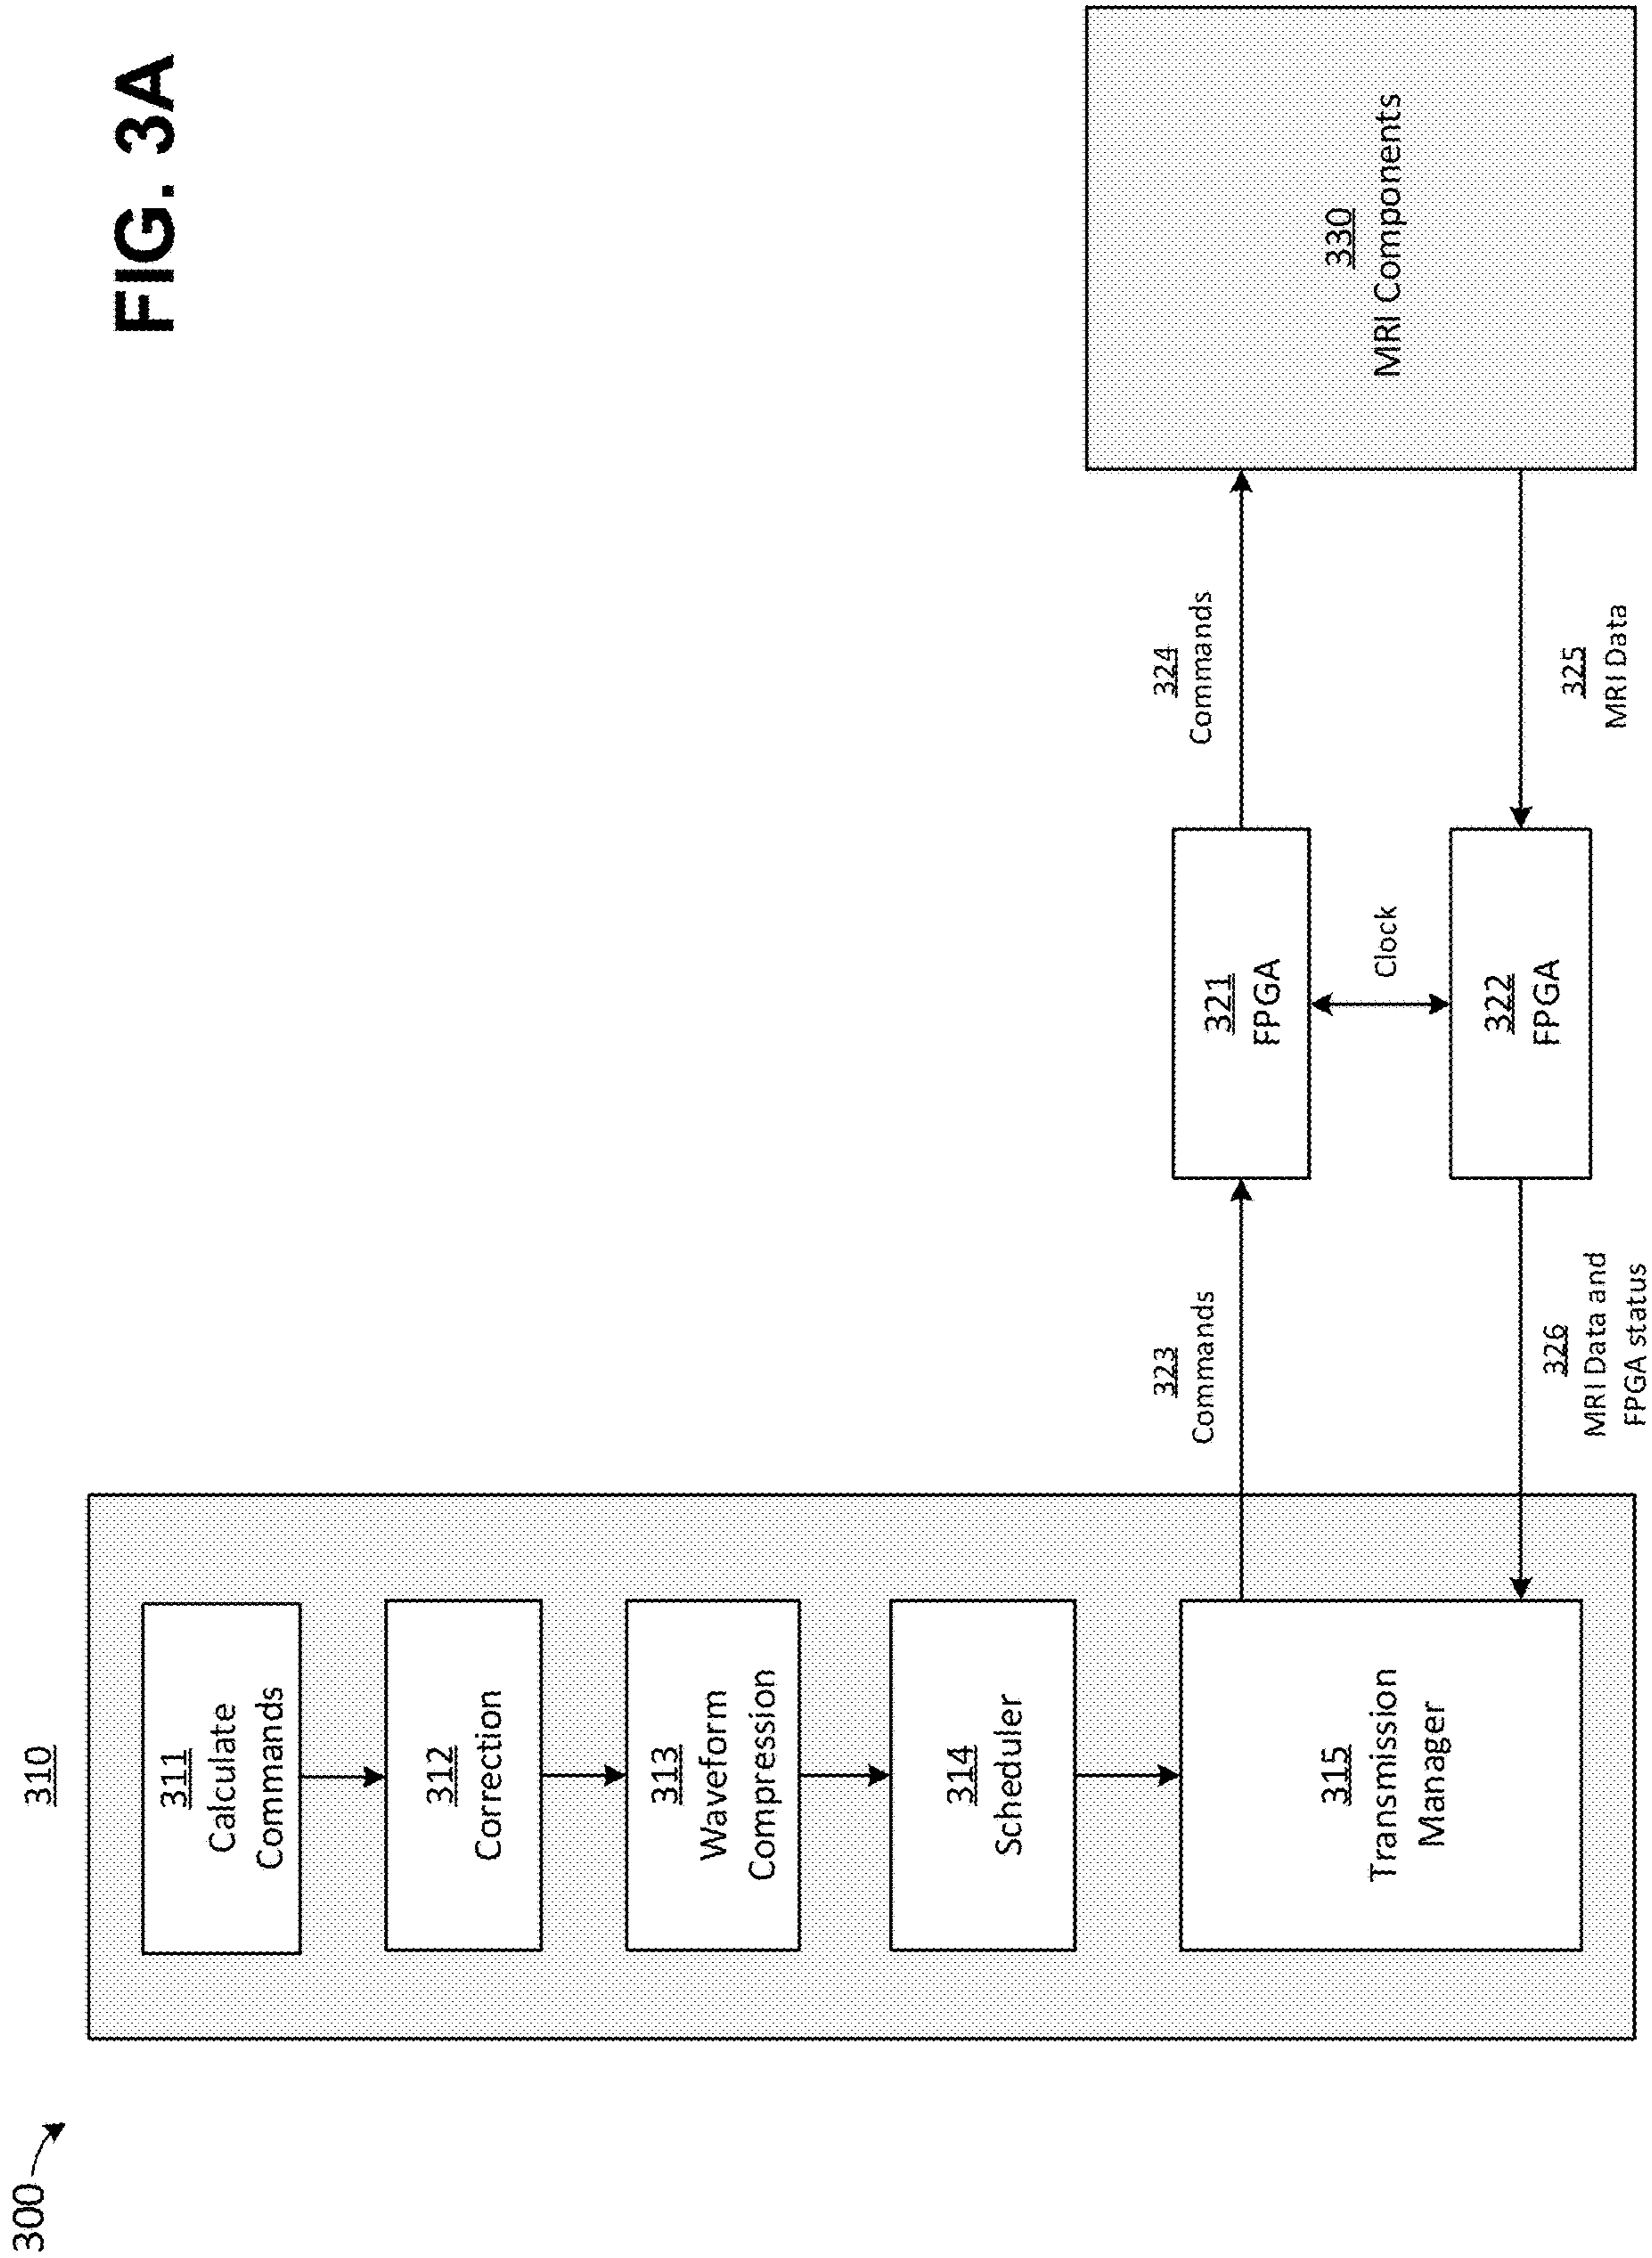 300
310
311
Calculate
Commands
312
Correction
313
Waveform
Compression
314
Scheduler
315
Transmission
Manager
323
Commands
326
MRI Data and
FPGA status
321
FPGA
Clock
322
FPGA
324
Commands
325
MRI Data
330
MRI Components
FIG. 3A